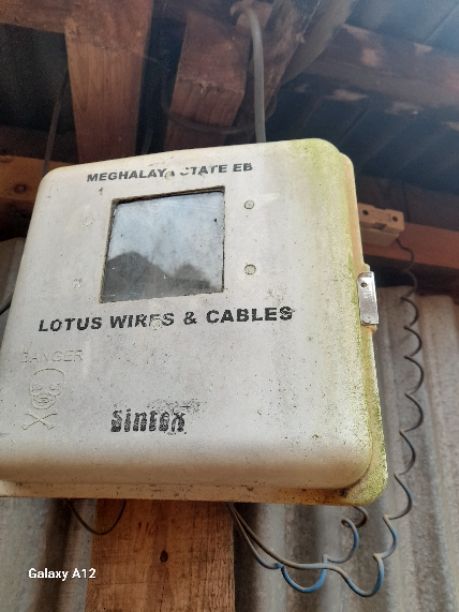 MEGHALAYA STATE EB
LOTUS WIRES & CABLES
DANGER
Sintex
Galaxy A12